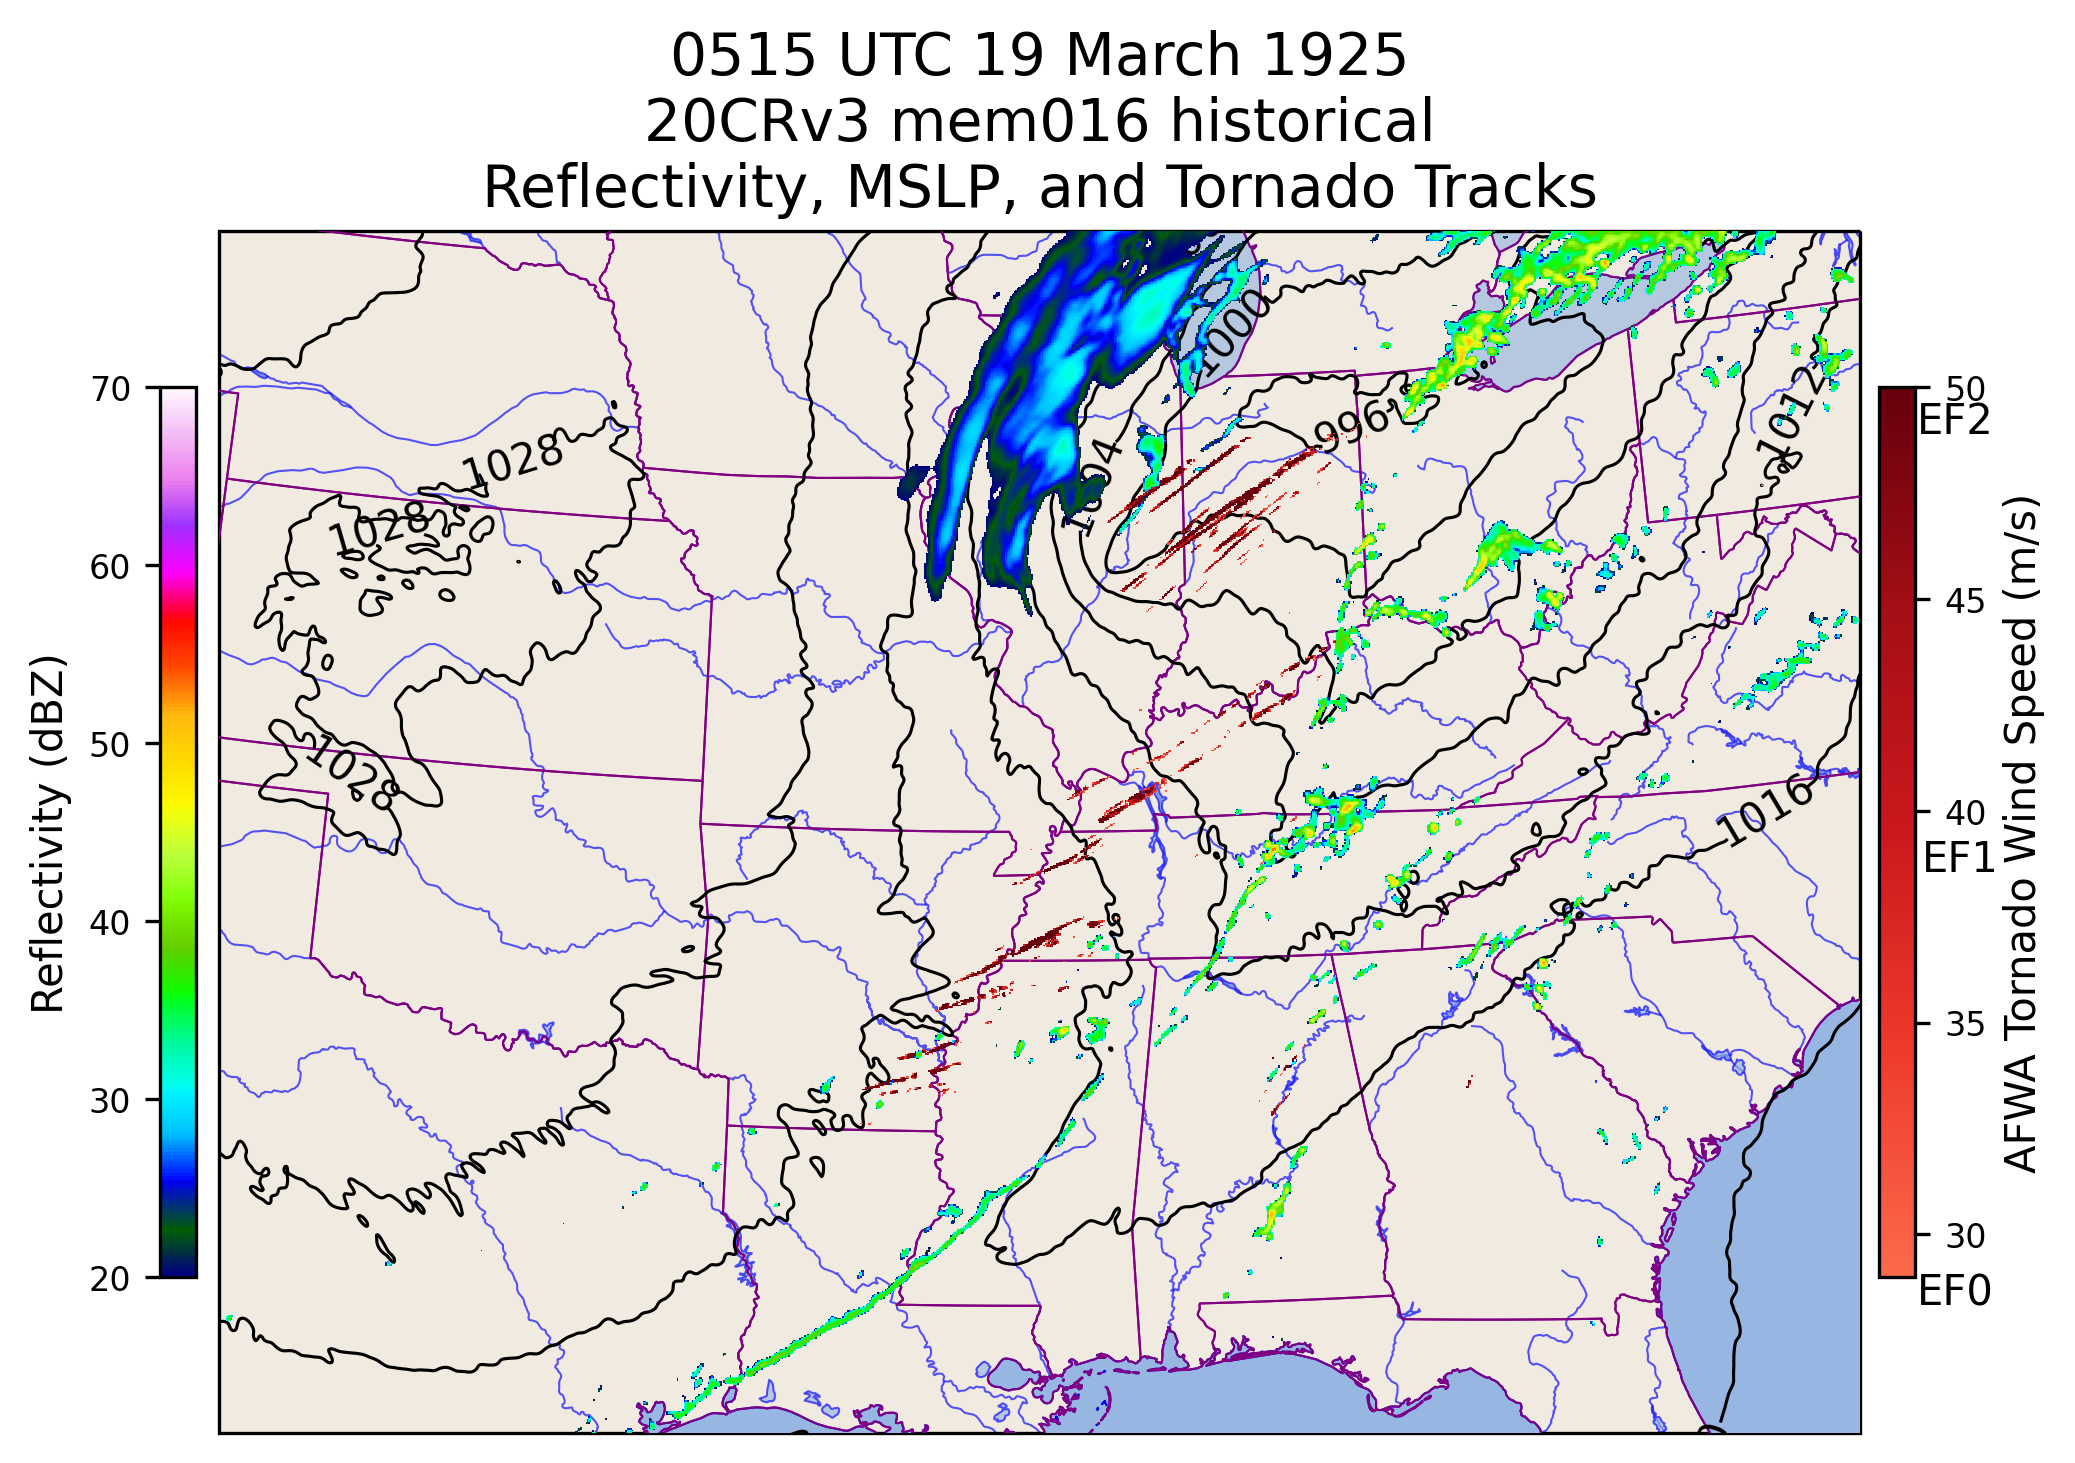 0515 UTC 19 March 1925
20CRv3 mem016 historical
Reflectivity, MSLP, and Tornado Tracks
Reflectivity (dBZ)
70
60
50
40
30
20
1028
1028
1028
1004
1000
996
1012
1016
50
EF2
45
40
EF1
35
30
EF0
AFWA Tornado Wind Speed (m/s)